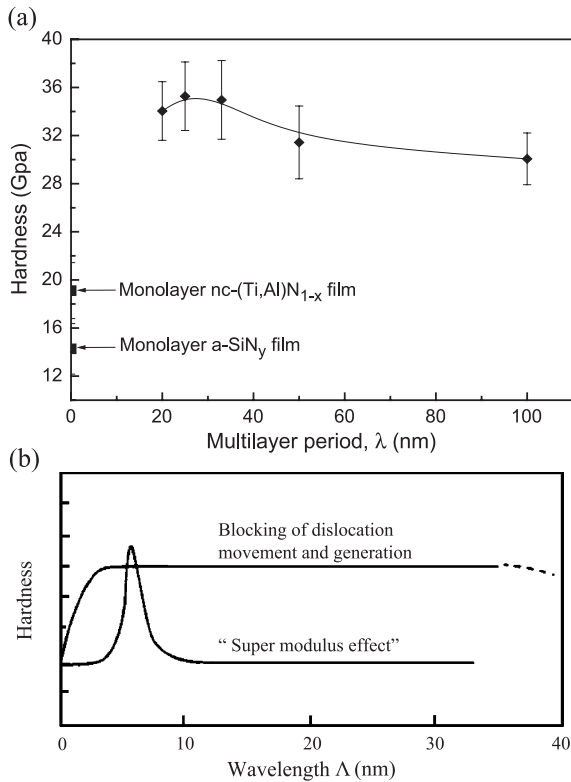 (a)
40
36
32
28
24
20
16
12
Hardness (Gpa)
Monolayer nc-(Ti,Al)N1-x film
Monolayer a-SiNy film
0 20 40 60 80 100
Multilayer period, λ (nm)
(b)
Hardness
Blocking of dislocation
movement and generation
“ Super modulus effect”
0 10 20 30 40
Wavelength Λ (nm)